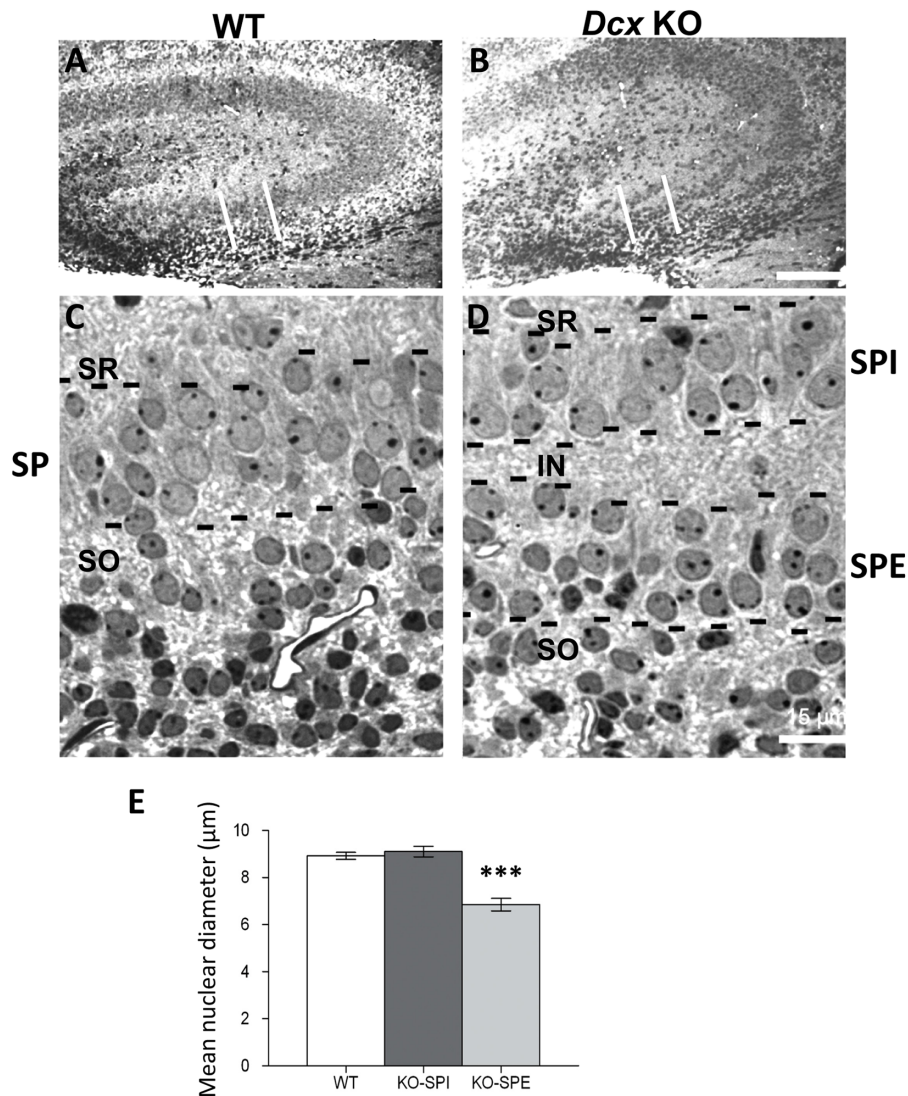 WT
Dcx KO
A
B
C
D
SR
SR
SPI
SP
IN
SO
SPE
SO
15 µm
E
Mean nuclear diameter (µm)
10
8
6
4
2
0
***
WT
KO-SPI
KO-SPE